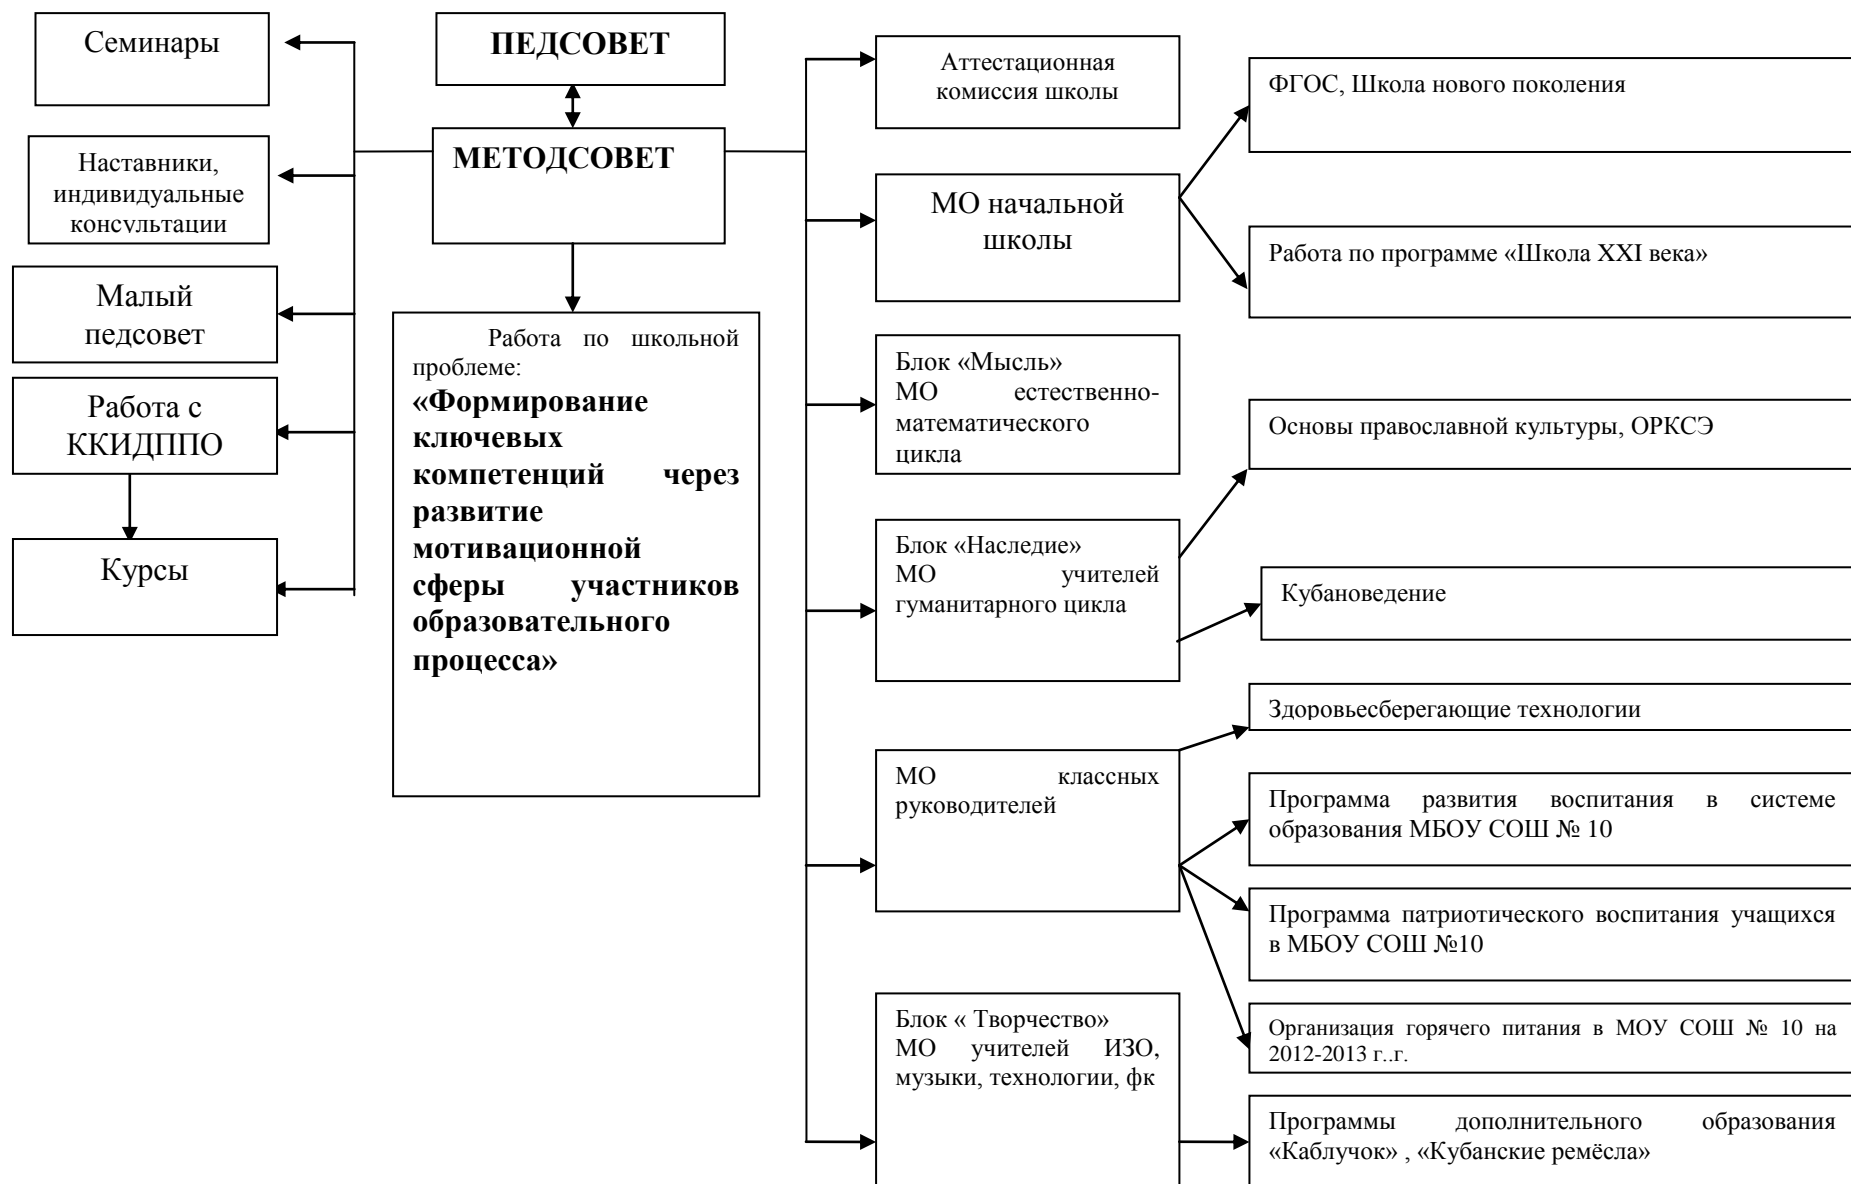 Семинары
Наставники,
индивидуальные
консультации
Малый
педсовет
Работа с
ККИДППО
Курсы
ПЕДСОВЕТ
МЕТОДСОВЕТ
Работа по школьной
проблеме:
«Формирование
ключевых
компетенций через
развитие
мотивационной
сферы участников
образовательного
процесса»
Аттестационная
комиссия школы
МО начальной
школы
Блок «Мысль»
МО естественно-
математического
цикла
Блок «Наследие»
МО учителей
гуманитарного цикла
МО классных
руководителей
Блок « Творчество»
МО учителей ИЗО,
музыки, технологии, фк
ФГОС, Школа нового поколения
Работа по программе «Школа XXI века»
Основы православной культуры, ОРКСЭ
Кубановедение
Здоровьесберегающие технологии
Программа развития воспитания в системе
образования МБОУ СОШ № 10
Программа патриотического воспитания учащихся
в МБОУ СОШ №10
Организация горячего питания в МОУ СОШ № 10 на
2012-2013 г..г.
Программы дополнительного образования
«Каблучок» , «Кубанские ремёсла»